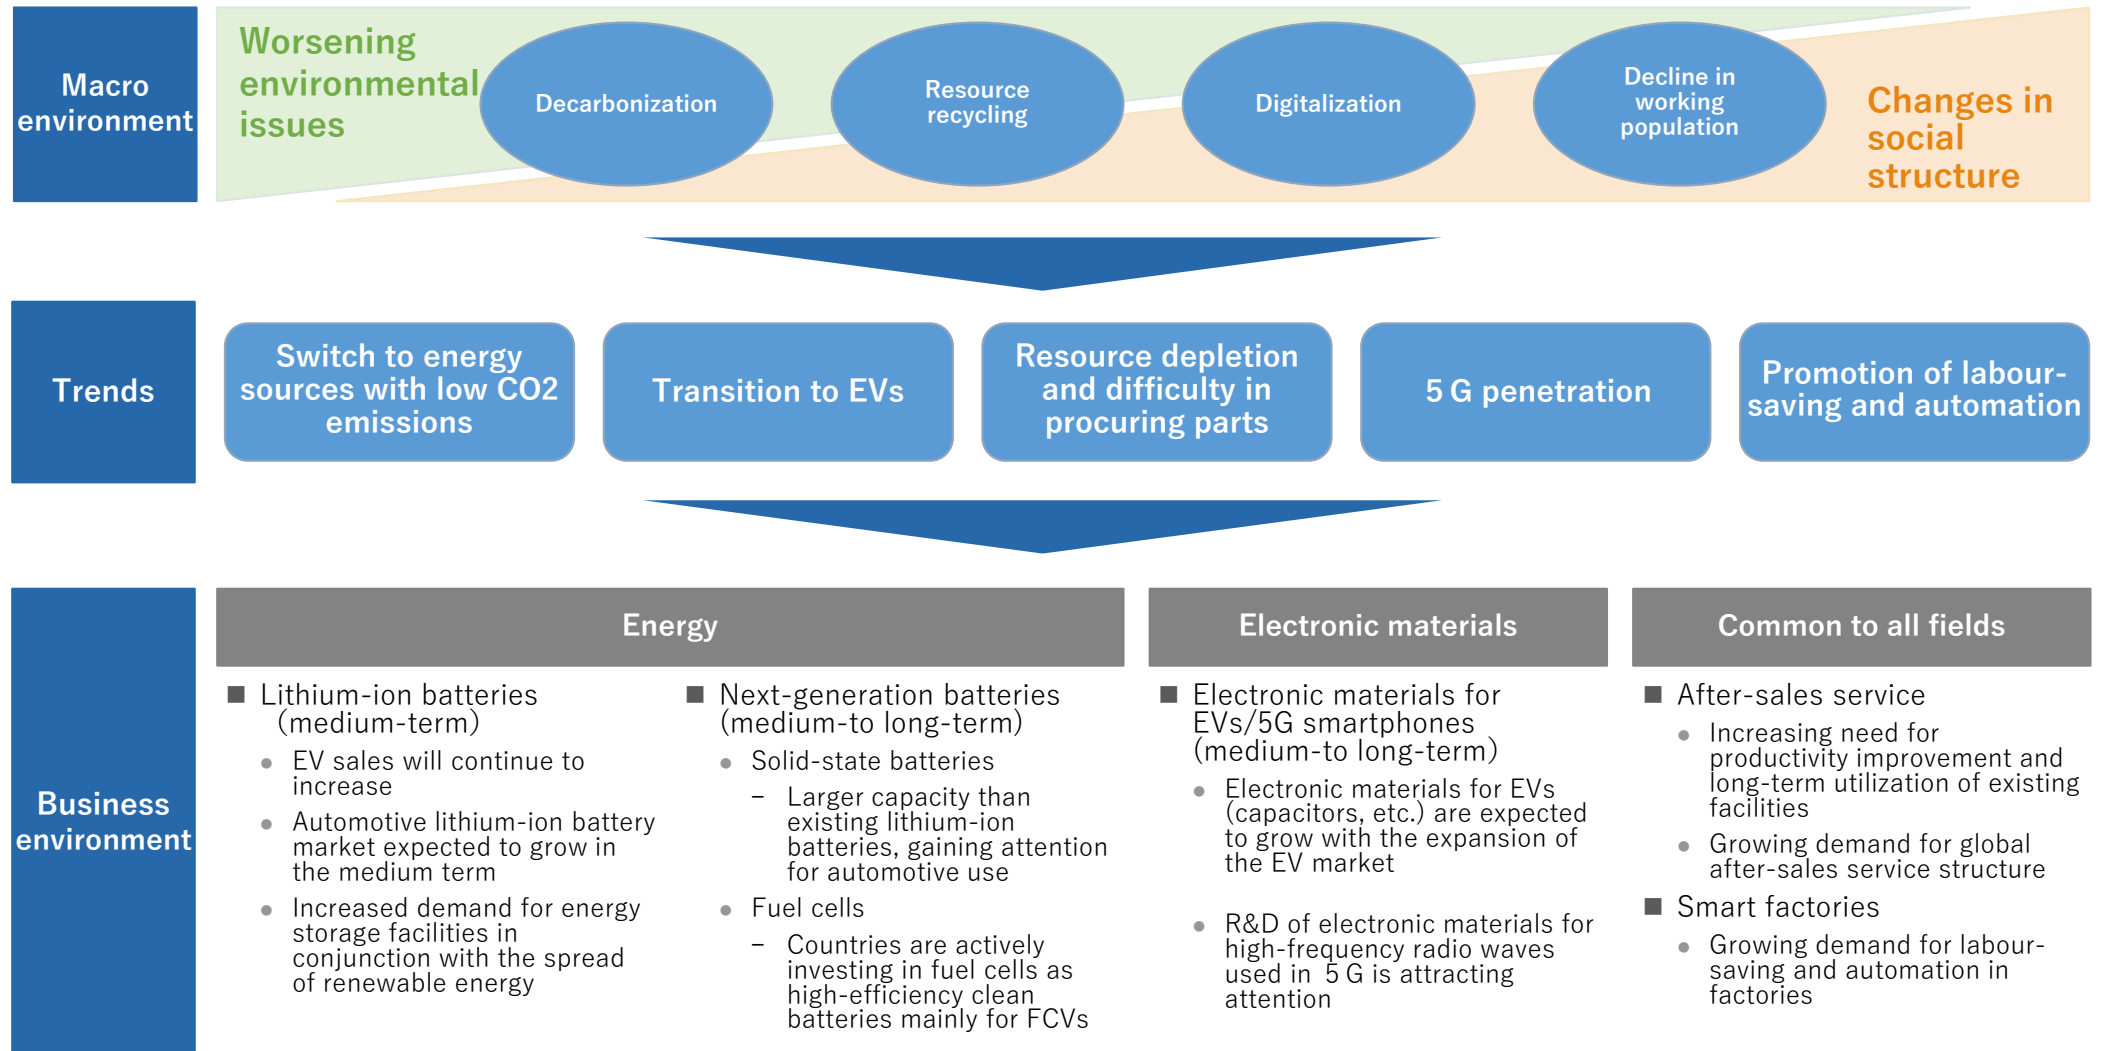 Macro
environment
Worsening
environmental
issues
Decarbonization
Resource
recycling
Digitalization
Decline in
working
population
Changes in
social
structure
Trends
Switch to energy
sources with low CO2
emissions
Transition to EVs
Resource depletion
and difficulty in
procuring parts
5 G penetration
Promotion of labour-
saving and automation
Business
environment
Energy
■ Lithium-ion batteries
(medium-term)
● EV sales will continue to
increase
● Automotive lithium-ion battery
market expected to grow in
the medium term
● Increased demand for energy
storage facilities in
conjunction with the spread
of renewable energy
■ Next-generation batteries
(medium-to long-term)
● Solid-state batteries
– Larger capacity than
existing lithium-ion
batteries, gaining attention
for automotive use
● Fuel cells
– Countries are actively
investing in fuel cells as
high-efficiency clean
batteries mainly for FCVs
Electronic materials
■ Electronic materials for
EVs/5G smartphones
(medium-to long-term)
● Electronic materials for EVs
(capacitors, etc.) are expected
to grow with the expansion of
the EV market
● R&D of electronic materials for
high-frequency radio waves
used in 5 G is attracting
attention
Common to all fields
■ After-sales service
● Increasing need for
productivity improvement and
long-term utilization of existing
facilities
● Growing demand for global
after-sales service structure
■ Smart factories
● Growing demand for labour-
saving and automation in
factories